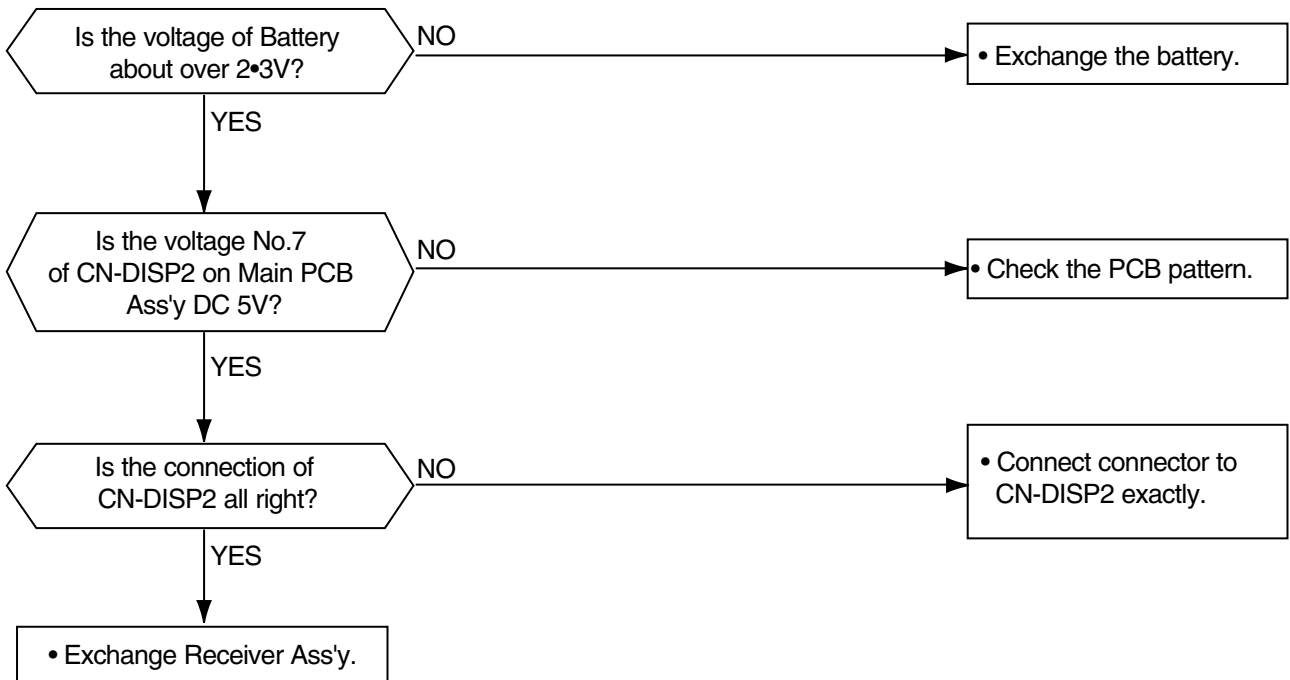 Is the voltage of Battery
about over 2•3V?
NO
• Exchange the battery.
YES
Is the voltage No.7
of CN-DISP2 on Main PCB
Ass'y DC 5V?
NO
• Check the PCB pattern.
YES
Is the connection of
CN-DISP2 all right?
NO
• Connect connector to
CN-DISP2 exactly.
YES
• Exchange Receiver Ass'y.